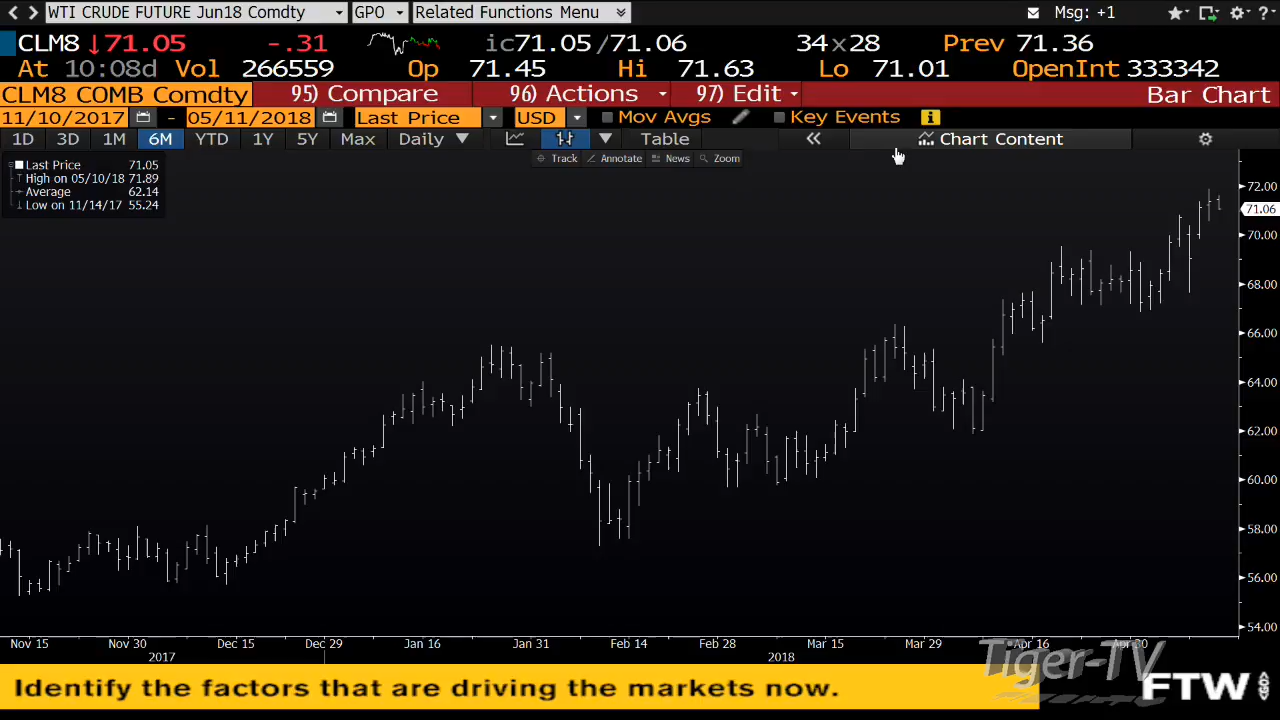 WTI CRUDE FUTURE Jun18 Comdty GPO Related Functions Menu Msg: +1 ?
CLM8 ↓71.05 -.31 ic71.05/71.06 34x28 Prev 71.36
At 10:08d Vol 266559 Op 71.45 Hi 71.63 Lo 71.01 OpenInt 333342
CLM8 COMB Comdty 95) Compare 96) Actions 97) Edit Bar Chart
11/10/2017 - 05/11/2018 Last Price USD Mov Avgs Key Events i
1D 3D 1M 6M YTD 1Y 5Y Max Daily Table « Chart Content
Track Annotate News Zoom
Last Price 71.05
High on 05/10/18 71.89
Average 62.14
Low on 11/14/17 55.24
72.00
71.06
70.00
68.00
66.00
64.00
62.00
60.00
58.00
56.00
54.00
Nov 15 Nov 30 Dec 15 Dec 29 Jan 16 Jan 31 Feb 14 Feb 28 Mar 15 Mar 29 Apr 16 Apr 30
2017 2018
Tiger-TV
Identify the factors that are driving the markets now.
FTW